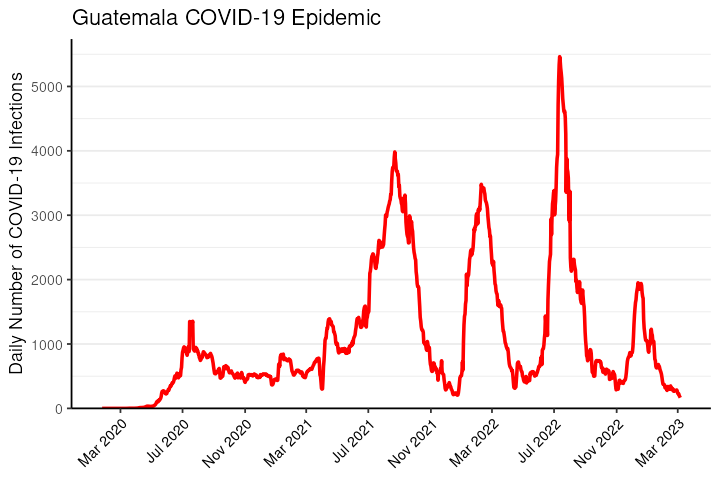 Guatemala COVID-19 Epidemic
Daily Number of COVID-19 Infections
5000
4000
3000
2000
1000
0
Mar 2020
Jul 2020
Nov 2020
Mar 2021
Jul 2021
Nov 2021
Mar 2022
Jul 2022
Nov 2022
Mar 2023